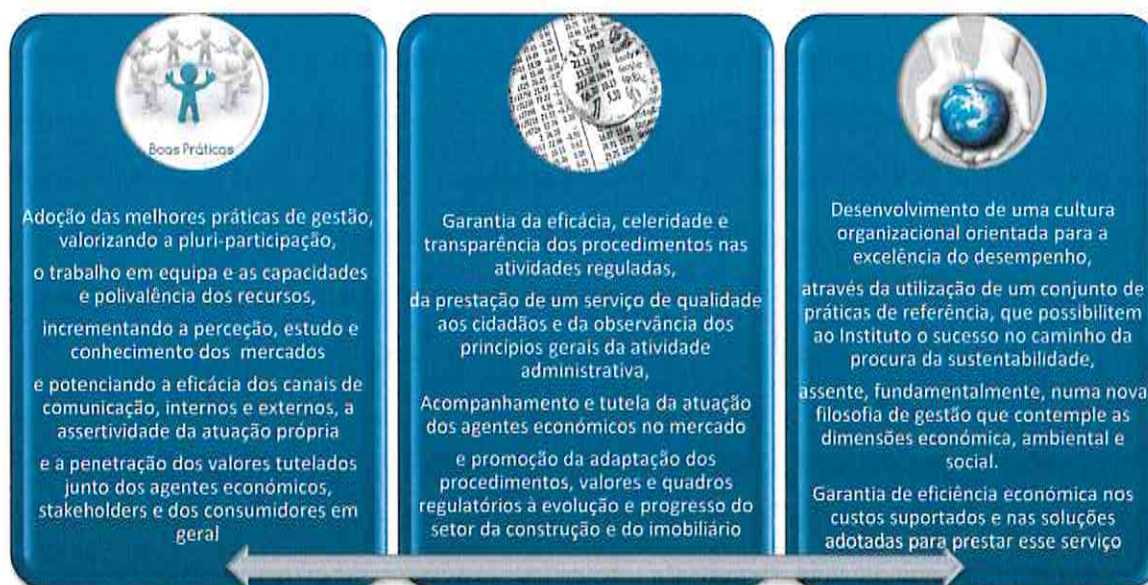 Boas Práticas
Adoção das melhores práticas de gestão,
valorizando a pluri-participação,
o trabalho em equipa e as capacidades
e polivalência dos recursos,
incrementando a perceção, estudo e
conhecimento dos mercados
e potenciando a eficácia dos canais de
comunicação, internos e externos, a
assertividade da atuação própria
e a penetração dos valores tutelados
junto dos agentes económicos,
stakeholders e dos consumidores em
geral
Garantia da eficácia, celeridade e
transparência dos procedimentos nas
atividades reguladas,
da prestação de um serviço de qualidade
aos cidadãos e da observância dos
princípios gerais da atividade
administrativa,
Acompanhamento e tutela da atuação
dos agentes económicos no mercado
e promoção da adaptação dos
procedimentos, valores e quadros
regulatórios à evolução e progresso do
setor da construção e do imobiliário
Desenvolvimento de uma cultura
organizacional orientada para a
excelência do desempenho,
através da utilização de um conjunto de
práticas de referência, que possibilitem
ao Instituto o sucesso no caminho da
procura da sustentabilidade,
assente, fundamentalmente, numa nova
filosofia de gestão que contemple as
dimensões económica, ambiental e
social.
Garantia de eficiência económica nos
custos suportados e nas soluções
adotadas para prestar esse serviço